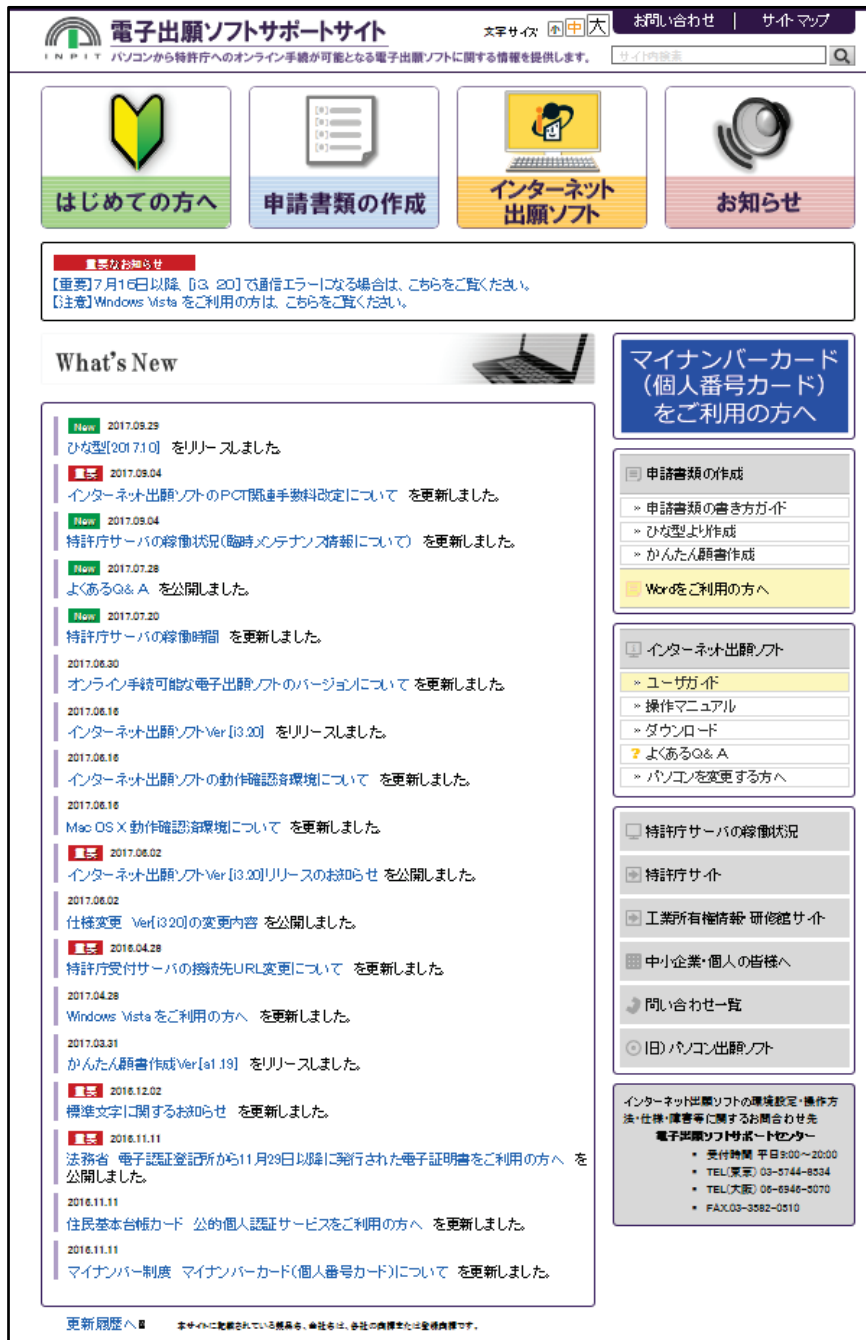 INPIT
電子出願ソフトサポートサイト
文字サイズ 小 中 大
お問い合わせ
サイトマップ
パソコンから特許庁へのオンライン手続が可能となる電子出願ソフトに関する情報を提供します。
サイト内検索
はじめての方へ
申請書類の作成
インターネット
出願ソフト
お知らせ
重要なお知らせ
【重要】7月16日以降、[i3.20]で通信エラーになる場合は、こちらをご覧ください。
【注意】Windows Vista をご利用の方は、こちらをご覧ください。
What's New
New 2017.09.29
ひな型[2017.10] をリリースしました。
重要 2017.09.04
インターネット出願ソフトのPCT関連手数料改定について を更新しました。
New 2017.09.04
特許庁サーバの稼働状況(臨時メンテナンス情報について) を更新しました。
New 2017.07.28
よくあるQ&A を公開しました。
New 2017.07.20
特許庁サーバの稼働時間 を更新しました。
2017.06.30
オンライン手続可能な電子出願ソフトのバージョンについて を更新しました。
2017.06.16
インターネット出願ソフトVer.[i3.20] をリリースしました。
2017.06.16
インターネット出願ソフトの動作確認済環境について を更新しました。
2017.06.16
Mac OS X 動作確認済環境について を更新しました。
重要 2017.06.02
インターネット出願ソフトVer.[i3.20]リリースのお知らせ を公開しました。
2017.06.02
仕様変更 Ver[i3.20]の変更内容 を公開しました。
重要 2016.04.28
特許庁受付サーバの接続先URL変更について を更新しました。
2017.04.28
Windows Vista をご利用の方へ を更新しました。
2017.03.31
かんたん願書作成Ver.[a1.19] をリリースしました。
重要 2016.12.02
標準文字に関するお知らせ を更新しました。
重要 2016.11.11
法務省 電子認証登記所から11月29日以降に発行された電子証明書をご利用の方へ を
公開しました。
2016.11.11
住民基本台帳カード 公的個人認証サービスをご利用の方へ を更新しました。
2016.11.11
マイナンバー制度 マイナンバーカード(個人番号カード)について を更新しました。
更新履歴へ
本サイトに記載されている製品名、会社名は、各社の商標または登録商標です。
マイナンバーカード
(個人番号カード)
をご利用の方へ
申請書類の作成
» 申請書類の書き方ガイド
» ひな型より作成
» かんたん願書作成
Wordをご利用の方へ
インターネット出願ソフト
» ユーザガイド
» 操作マニュアル
» ダウンロード
? よくあるQ&A
» パソコンを変更する方へ
特許庁サーバの稼働状況
特許庁サイト
工業所有権情報・研修館サイト
中小企業・個人の皆様へ
問い合わせ一覧
(旧)パソコン出願ソフト
インターネット出願ソフトの環境設定・操作方
法・仕様・障害等に関するお問合わせ先
電子出願ソフトサポートセンター
▪ 受付時間 平日9:00～20:00
▪ TEL(東京) 03-5744-8534
▪ TEL(大阪) 06-6946-5070
▪ FAX.03-3582-0510